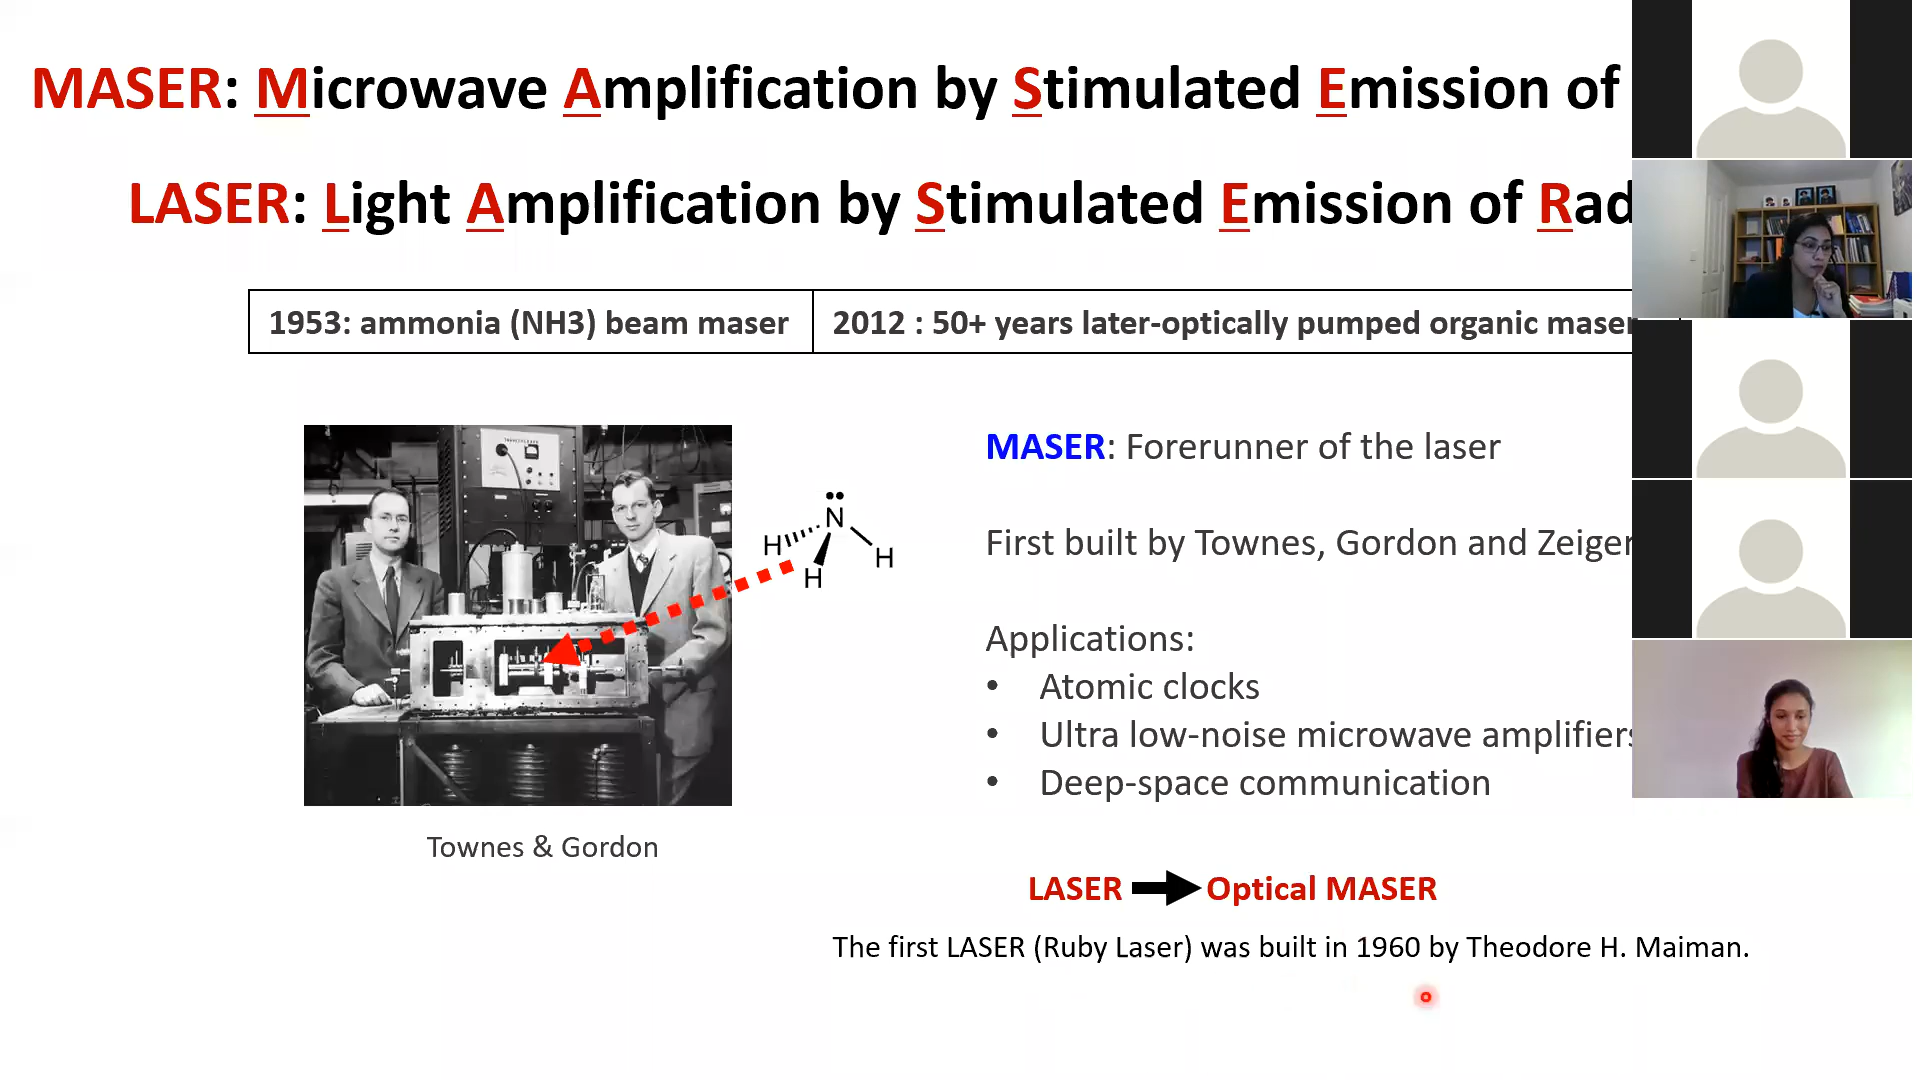 MASER: Microwave Amplification by Stimulated Emission of
LASER: Light Amplification by Stimulated Emission of Rad
1953: ammonia (NH3) beam maser
2012 : 50+ years later-optically pumped organic maser
MASER: Forerunner of the laser
N
H
H
H
First built by Townes, Gordon and Zeiger
Applications:
• Atomic clocks
• Ultra low-noise microwave amplifiers
• Deep-space communication
Townes & Gordon
LASER Optical MASER
The first LASER (Ruby Laser) was built in 1960 by Theodore H. Maiman.